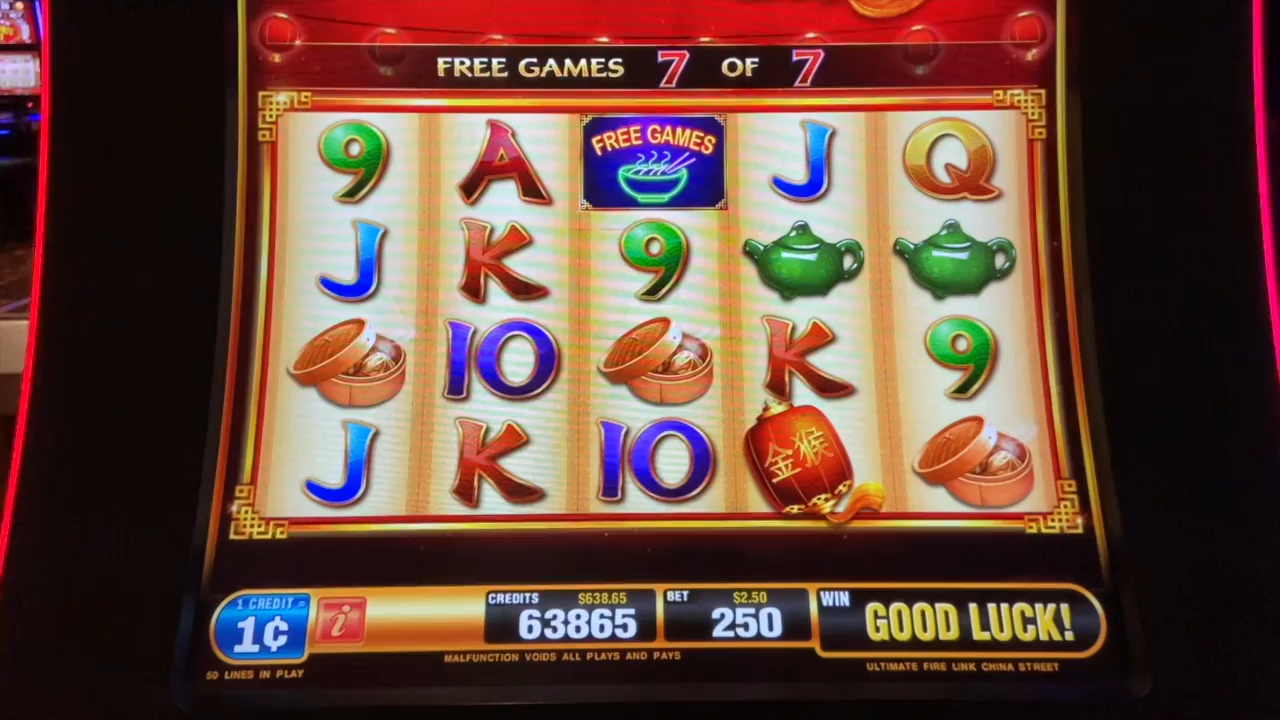 FREE GAMES 7 OF 7
9 A FREE GAMES J Q
J K 9
10 K 9
J K 10 金猴
1 CREDIT =
1¢
i
CREDITS $638.65
63865
BET $2.50
250
WIN
GOOD LUCK!
50 LINES IN PLAY
MALFUNCTION VOIDS ALL PLAYS AND PAYS
ULTIMATE FIRE LINK CHINA STREET